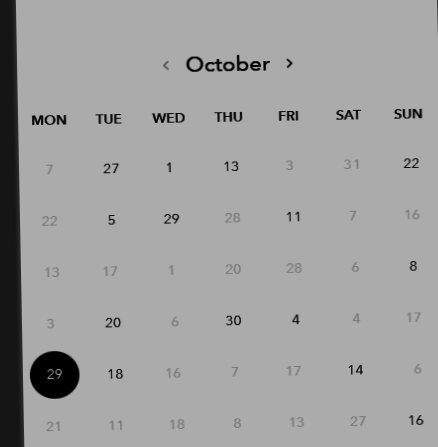 ‹ October ›
MON TUE WED THU FRI SAT SUN
7 27 1 13 3 31 22
22 5 29 28 11 7 16
13 17 1 20 28 6 8
3 20 6 30 4 4 17
29 18 16 7 17 14 6
21 11 18 8 13 27 16